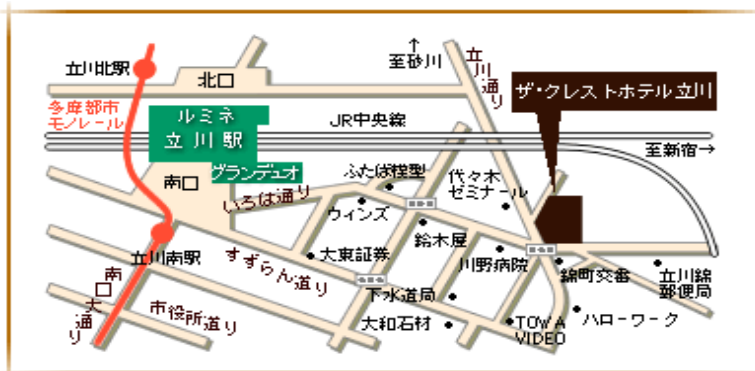 立川北駅
北口
↑
至砂川
立川通り
ザ・クレストホテル立川
多摩都市
モノレール
ルミネ
立川駅
JR中央線
至新宿→
グランデュオ
南口
いろは通り
ふたば模型
代々木
ゼミナール
ウィンズ
鈴木屋
立川南駅
すずらん道り
大東証券
川野病院
錦町交番
立川錦
郵便局
南口大通り
市役所道り
下水道局
大和石材
TOWA
VIDEO
ハローワーク